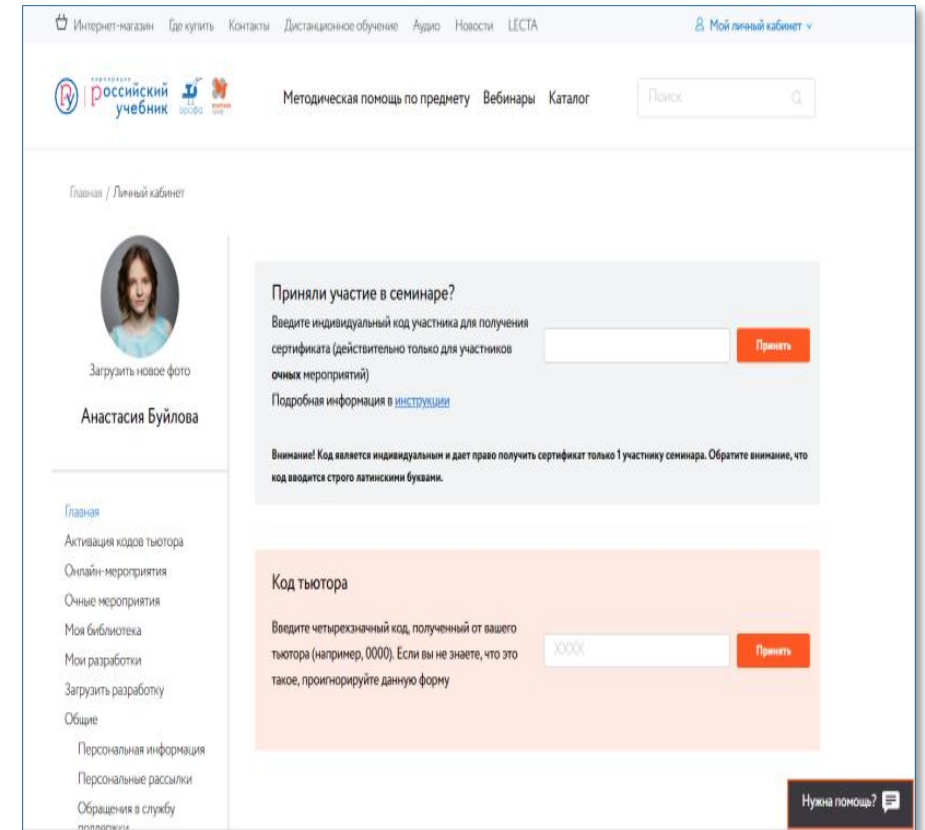 Интернет-магазин Где купить Контакты Дистанционное обучение Аудио Новости LECTA Мой личный кабинет
корпорация
российский
учебник
дрофа
Методическая помощь по предмету Вебинары Каталог Поиск
Главная / Личный кабинет
Загрузить новое фото
Анастасия Буйлова
Главная
Активация кодов тьютора
Онлайн-мероприятия
Очные мероприятия
Моя библиотека
Мои разработки
Загрузить разработку
Общие
Персональная информация
Персональные рассылки
Обращения в службу
поддержки
Приняли участие в семинаре?
Введите индивидуальный код участника для получения
сертификата (действительно только для участников
очных мероприятий)
Подробная информация в инструкции
Принять
Внимание! Код является индивидуальным и дает право получить сертификат только 1 участнику семинара. Обратите внимание, что
код вводится строго латинскими буквами.
Код тьютора
Введите четырехзначный код, полученный от вашего
тьютора (например, 0000). Если вы не знаете, что это
такое, проигнорируйте данную форму
XXXX
Принять
Нужна помощь?